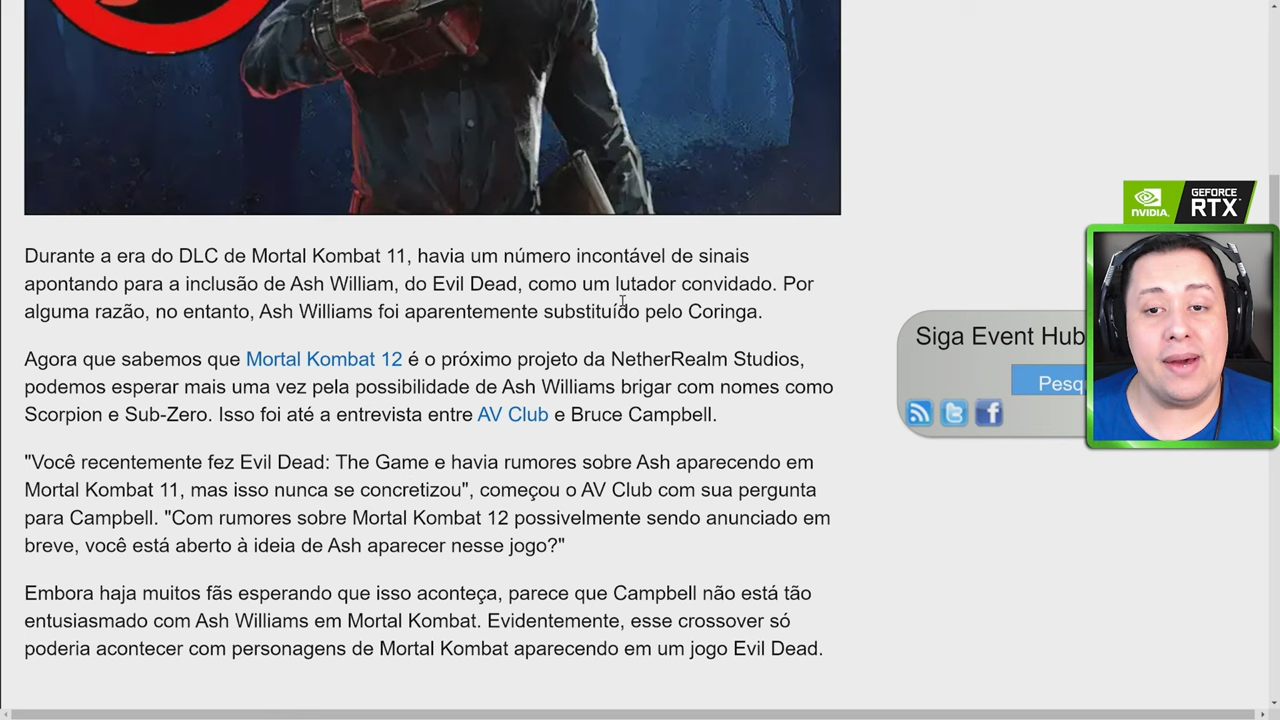 Durante a era do DLC de Mortal Kombat 11, havia um número incontável de sinais
apontando para a inclusão de Ash William, do Evil Dead, como um lutador convidado. Por
alguma razão, no entanto, Ash Williams foi aparentemente substituído pelo Coringa.
Agora que sabemos que Mortal Kombat 12 é o próximo projeto da NetherRealm Studios,
podemos esperar mais uma vez pela possibilidade de Ash Williams brigar com nomes como
Scorpion e Sub-Zero. Isso foi até a entrevista entre AV Club e Bruce Campbell.
"Você recentemente fez Evil Dead: The Game e havia rumores sobre Ash aparecendo em
Mortal Kombat 11, mas isso nunca se concretizou", começou o AV Club com sua pergunta
para Campbell. "Com rumores sobre Mortal Kombat 12 possivelmente sendo anunciado em
breve, você está aberto à ideia de Ash aparecer nesse jogo?"
Embora haja muitos fãs esperando que isso aconteça, parece que Campbell não está tão
entusiasmado com Ash Williams em Mortal Kombat. Evidentemente, esse crossover só
poderia acontecer com personagens de Mortal Kombat aparecendo em um jogo Evil Dead.
Siga Event Hub
Pesq
NVIDIA.
GEFORCE
RTX